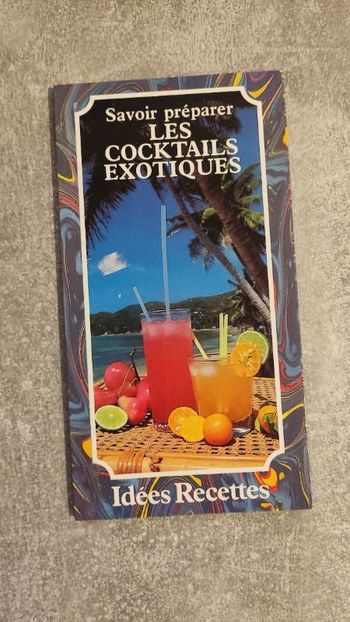 Savoir préparer
LES
COCKTAILS
EXOTIQUES
Idées Recettes